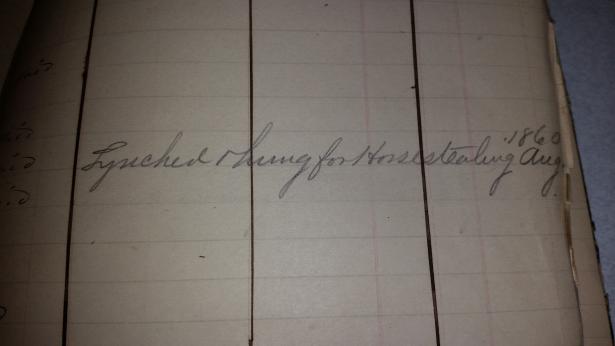 Lynched & hung for Horsestealing Aug.
1860